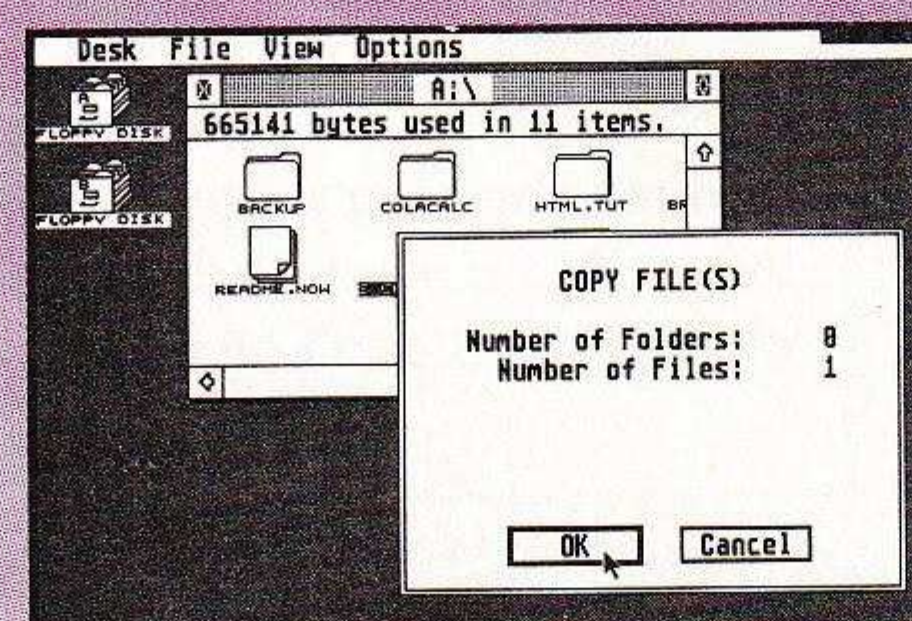 Desk File View Options
A:\
665141 bytes used in 11 items.
A
FLOPPY DISK
B
FLOPPY DISK
BACKUP COLACALC HTML.TUT
README.NOW
COPY FILE(S)
Number of Folders: 0
Number of Files: 1
OK Cancel